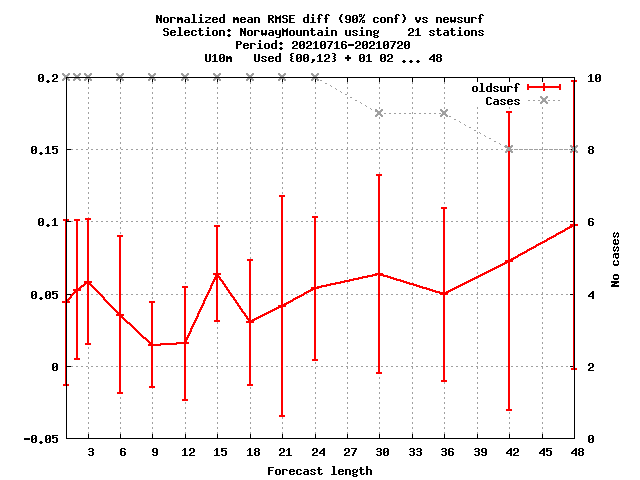 Normalized mean RMSE diff (90% conf) vs newsurf
Selection: NorwayMountain using    21 stations
Period: 20210716-20210720
U10m   Used {00,12} + 01 02 ... 48
oldsurf
Cases
0.2
0.15
0.1
0.05
0
-0.05
10
8
6
4
2
0
No cases
3 6 9 12 15 18 21 24 27 30 33 36 39 42 45 48
Forecast length